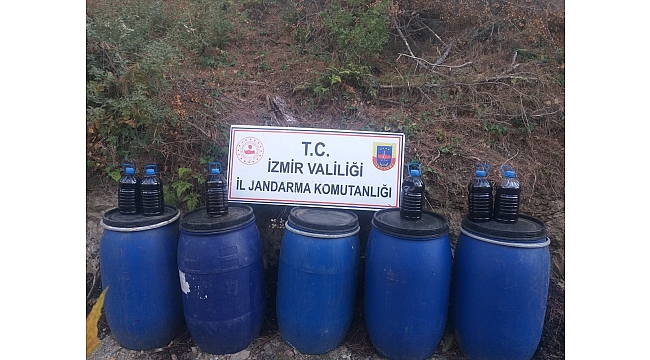 T.C.
İZMİR VALİLİĞİ
İL JANDARMA KOMUTANLIĞI